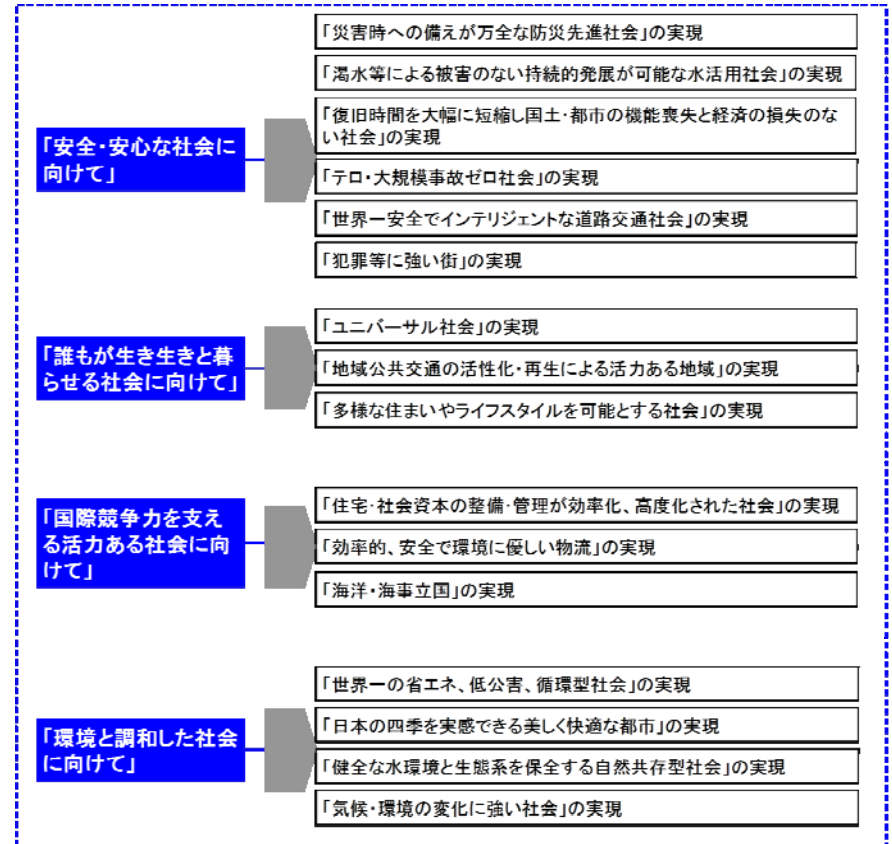 「災害時への備えが万全な防災先進社会」の実現
「渇水等による被害のない持続的発展が可能な水活用社会」の実現
「復旧時間を大幅に短縮し国土・都市の機能喪失と経済の損失のな
い社会」の実現
「安全・安心な社会に
向けて」
「テロ・大規模事故ゼロ社会」の実現
「世界一安全でインテリジェントな道路交通社会」の実現
「犯罪等に強い街」の実現
「誰もが生き生きと暮
らせる社会に向けて」
「ユニバーサル社会」の実現
「地域公共交通の活性化・再生による活力ある地域」の実現
「多様な住まいやライフスタイルを可能とする社会」の実現
「国際競争力を支え
る活力ある社会に向
けて」
「住宅・社会資本の整備・管理が効率化、高度化された社会」の実現
「効率的、安全で環境に優しい物流」の実現
「海洋・海事立国」の実現
「環境と調和した社会
に向けて」
「世界一の省エネ、低公害、循環型社会」の実現
「日本の四季を実感できる美しく快適な都市」の実現
「健全な水環境と生態系を保全する自然共存型社会」の実現
「気候・環境の変化に強い社会」の実現